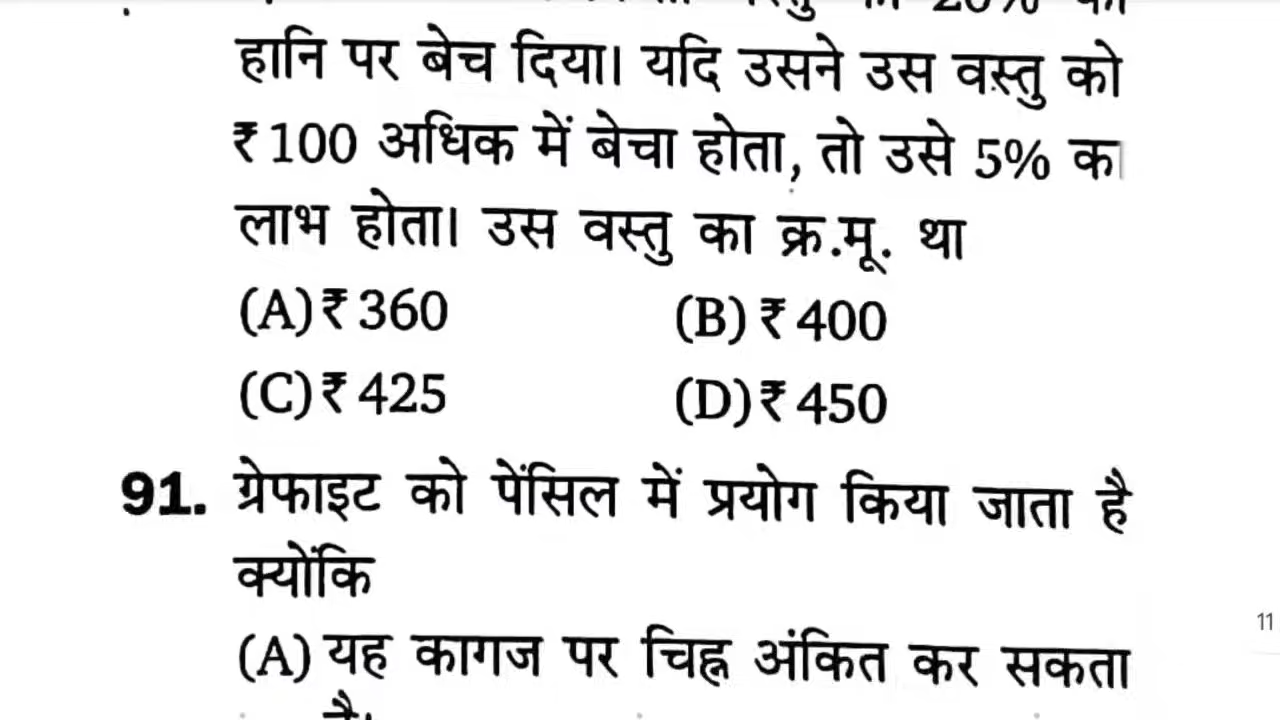 हानि पर बेच दिया। यदि उसने उस वस्तु को
₹ 100 अधिक में बेचा होता, तो उसे 5% का
लाभ होता। उस वस्तु का क्र.मू. था
(A) ₹ 360 (B) ₹ 400
(C) ₹ 425 (D) ₹ 450
91. ग्रेफाइट को पेंसिल में प्रयोग किया जाता है
क्योंकि
(A) यह कागज पर चिह्न अंकित कर सकता
11